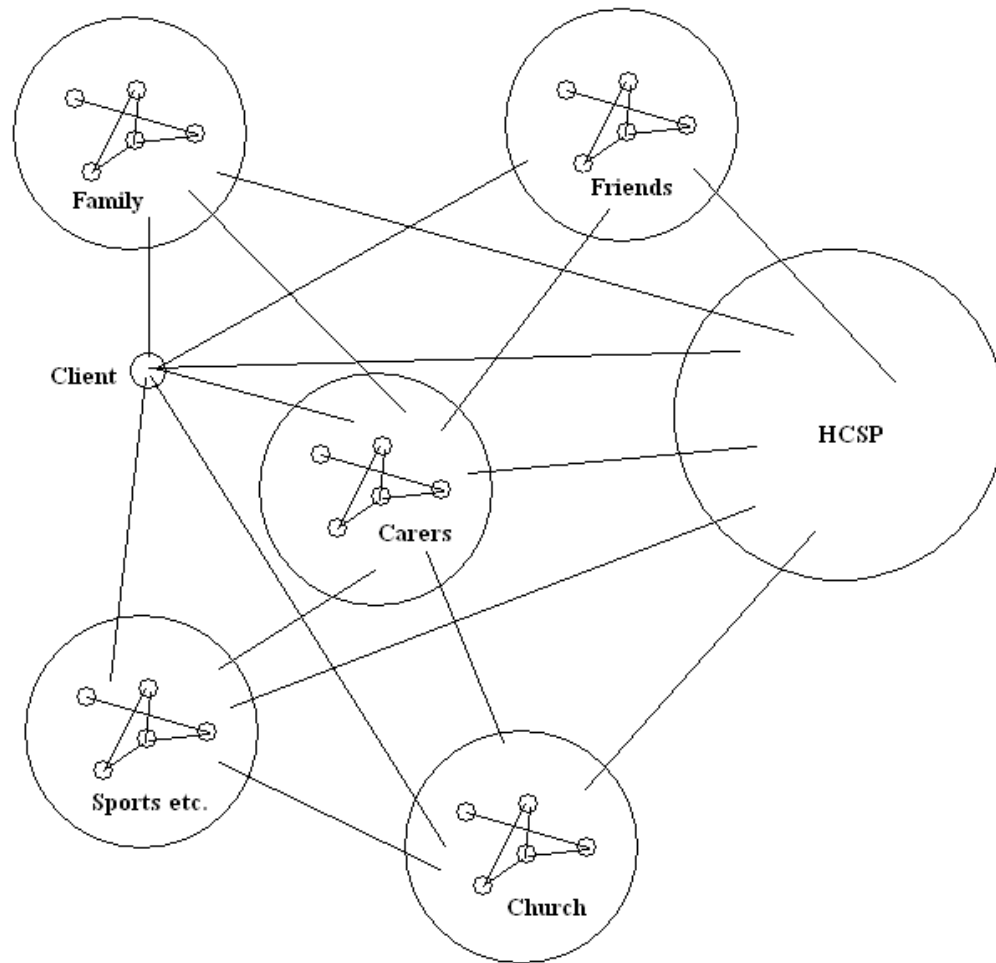 Family
Friends
Client
HCSP
Carers
Sports etc.
Church